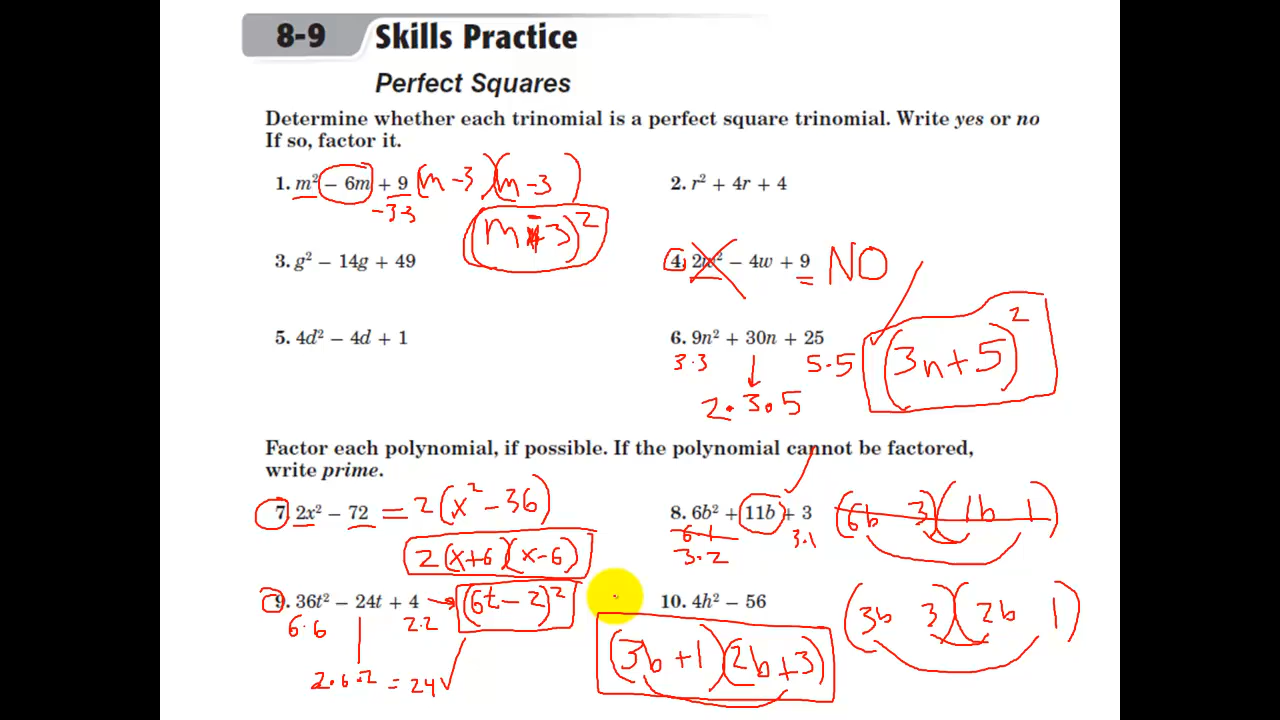 8-9 Skills Practice
Perfect Squares
Determine whether each trinomial is a perfect square trinomial. Write yes or no
If so, factor it.
1. m² − 6m + 9 (m −3)(m −3)
−3·3
(m − 3)²
2. r² + 4r + 4
3. g² − 14g + 49
4. 2w² − 4w + 9 NO
5. 4d² − 4d + 1
6. 9n² + 30n + 25
3·3 5·5 (3n+5)²
2·3·5
Factor each polynomial, if possible. If the polynomial cannot be factored,
write prime.
7. 2x² − 72 = 2(x² −36)
2(x+6)(x−6)
8. 6b² + 11b + 3 (6b 3)(1b 1)
6·1 3·1
3·2
9. 36t² − 24t + 4 → (6t − 2)²
6·6 2·2
2·6·2 = 24 √
10. 4h² − 56
(3b 3)(2b 1)
(3b +1)(2b +3)